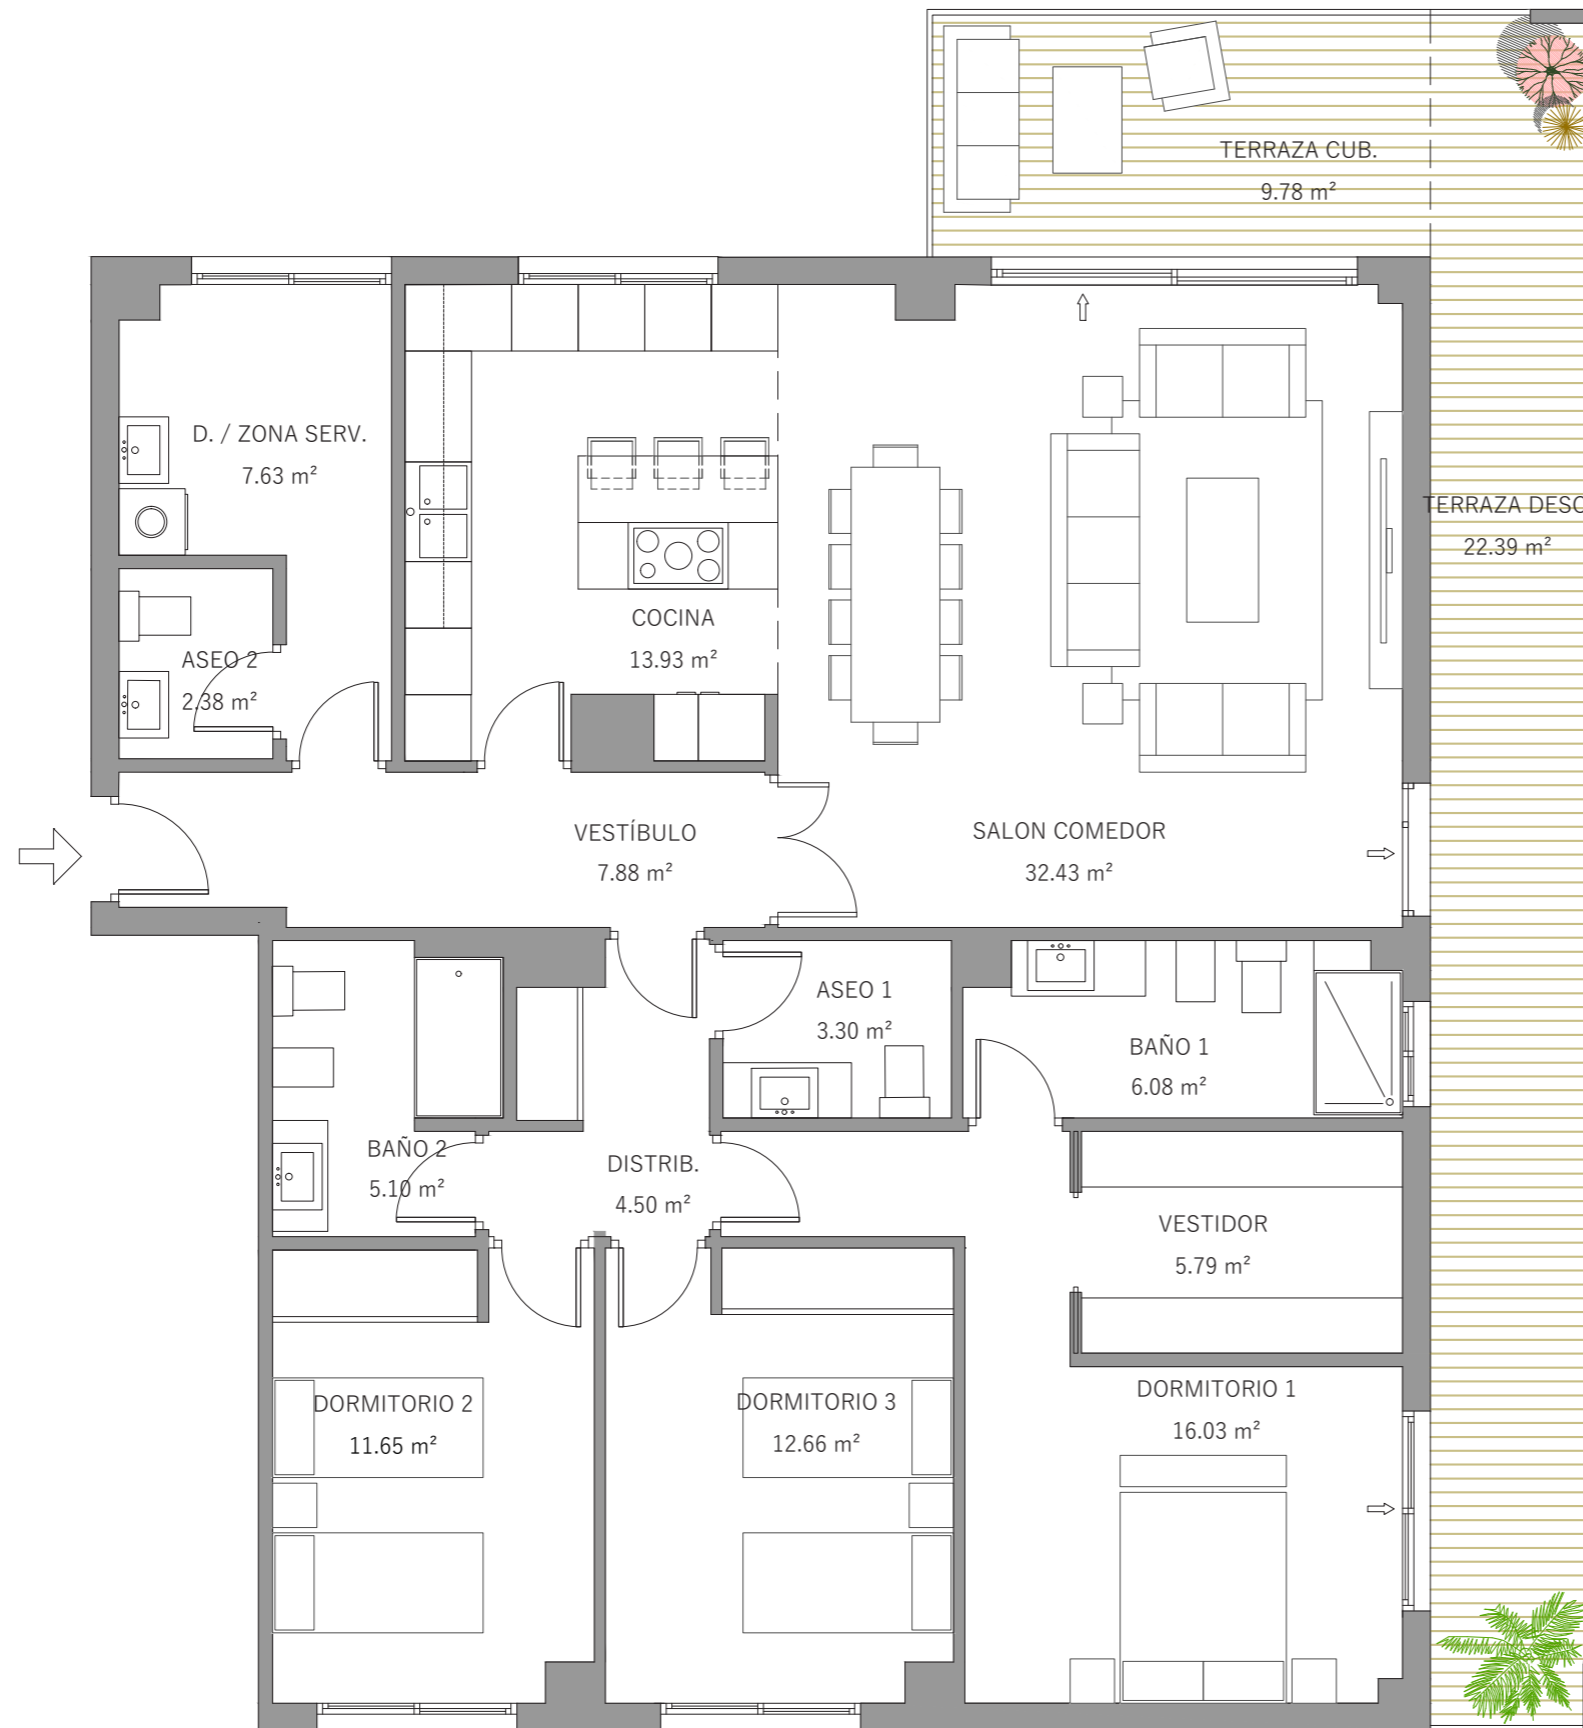 TERRAZA CUB.
9.78 m²
D. / ZONA SERV.
7.63 m²
TERRAZA DESC
22.39 m²
COCINA
13.93 m²
ASEO 2
2.38 m²
VESTÍBULO
7.88 m²
SALON COMEDOR
32.43 m²
ASEO 1
3.30 m²
BAÑO 1
6.08 m²
BAÑO 2
5.10 m²
DISTRIB.
4.50 m²
VESTIDOR
5.79 m²
DORMITORIO 2
11.65 m²
DORMITORIO 3
12.66 m²
DORMITORIO 1
16.03 m²